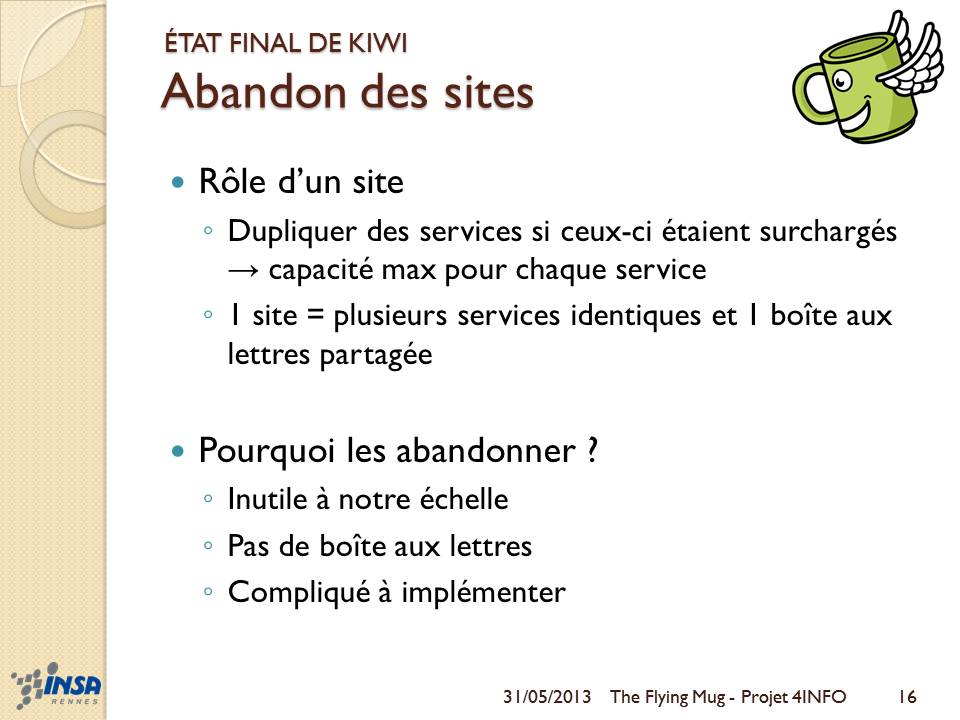 ÉTAT FINAL DE KIWI
Abandon des sites
• Rôle d’un site
◦ Dupliquer des services si ceux-ci étaient surchargés
→ capacité max pour chaque service
◦ 1 site = plusieurs services identiques et 1 boîte aux
lettres partagée
• Pourquoi les abandonner ?
◦ Inutile à notre échelle
◦ Pas de boîte aux lettres
◦ Compliqué à implémenter
INSA
RENNES
31/05/2013 The Flying Mug - Projet 4INFO 16